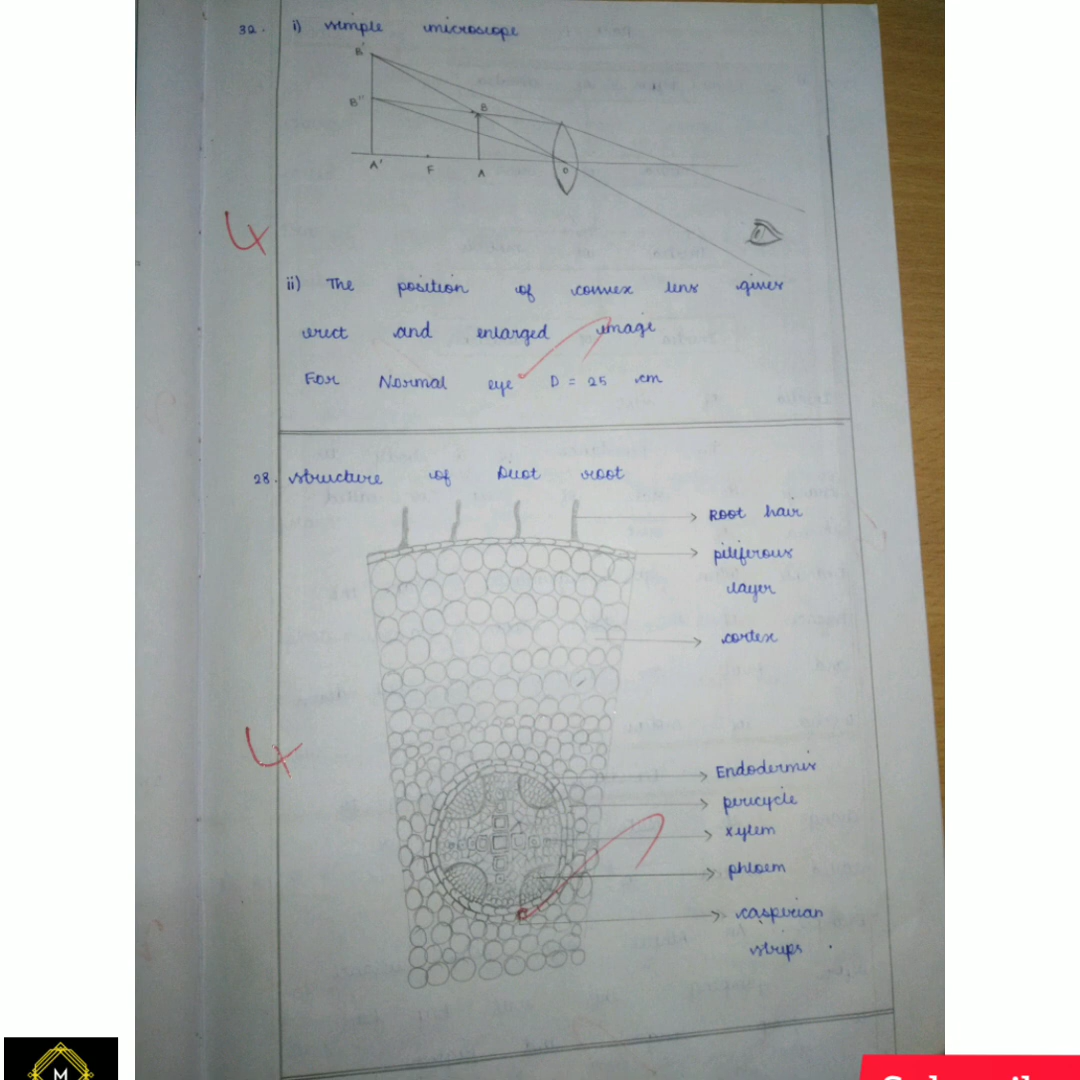 32. i) simple microscope
B'
B"
B
A'
F
A
O
4
ii) The position of convex lens gives
erect and enlarged image
For Normal eye D = 25 cm
28. structure of Dicot root
Root hair
piliferous
layer
cortex
4
Endodermis
pericycle
xylem
phloem
casperian
strips
M